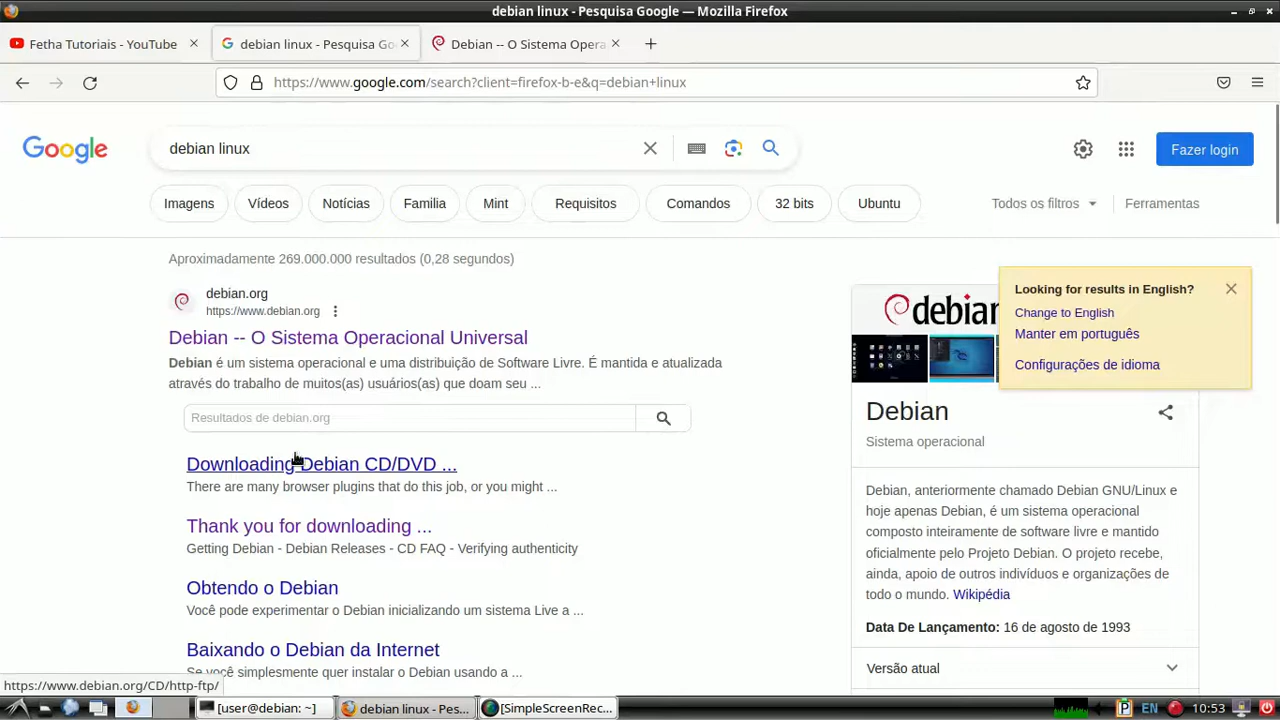 debian linux - Pesquisa Google — Mozilla Firefox
Fetha Tutoriais - YouTube
debian linux - Pesquisa Go
Debian -- O Sistema Opera
https://www.google.com/search?client=firefox-b-e&q=debian+linux
Google
debian linux
Fazer login
Imagens
Vídeos
Notícias
Familia
Mint
Requisitos
Comandos
32 bits
Ubuntu
Todos os filtros
Ferramentas
Aproximadamente 269.000.000 resultados (0,28 segundos)
debian.org
https://www.debian.org
Debian -- O Sistema Operacional Universal
Debian é um sistema operacional e uma distribuição de Software Livre. É mantida e atualizada
através do trabalho de muitos(as) usuários(as) que doam seu ...
Resultados de debian.org
Downloading Debian CD/DVD ...
There are many browser plugins that do this job, or you might ...
Thank you for downloading ...
Getting Debian - Debian Releases - CD FAQ - Verifying authenticity
Obtendo o Debian
Você pode experimentar o Debian inicializando um sistema Live a ...
Baixando o Debian da Internet
Se você simplesmente quer instalar o Debian usando a ...
debian
Looking for results in English?
Change to English
Manter em português
Configurações de idioma
Debian
Sistema operacional
Debian, anteriormente chamado Debian GNU/Linux e
hoje apenas Debian, é um sistema operacional
composto inteiramente de software livre e mantido
oficialmente pelo Projeto Debian. O projeto recebe,
ainda, apoio de outros indivíduos e organizações de
todo o mundo. Wikipédia
Data De Lançamento: 16 de agosto de 1993
Versão atual
https://www.debian.org/CD/http-ftp/
[user@debian: ~]
debian linux - Pes...
[SimpleScreenRec...
P
EN
10:53